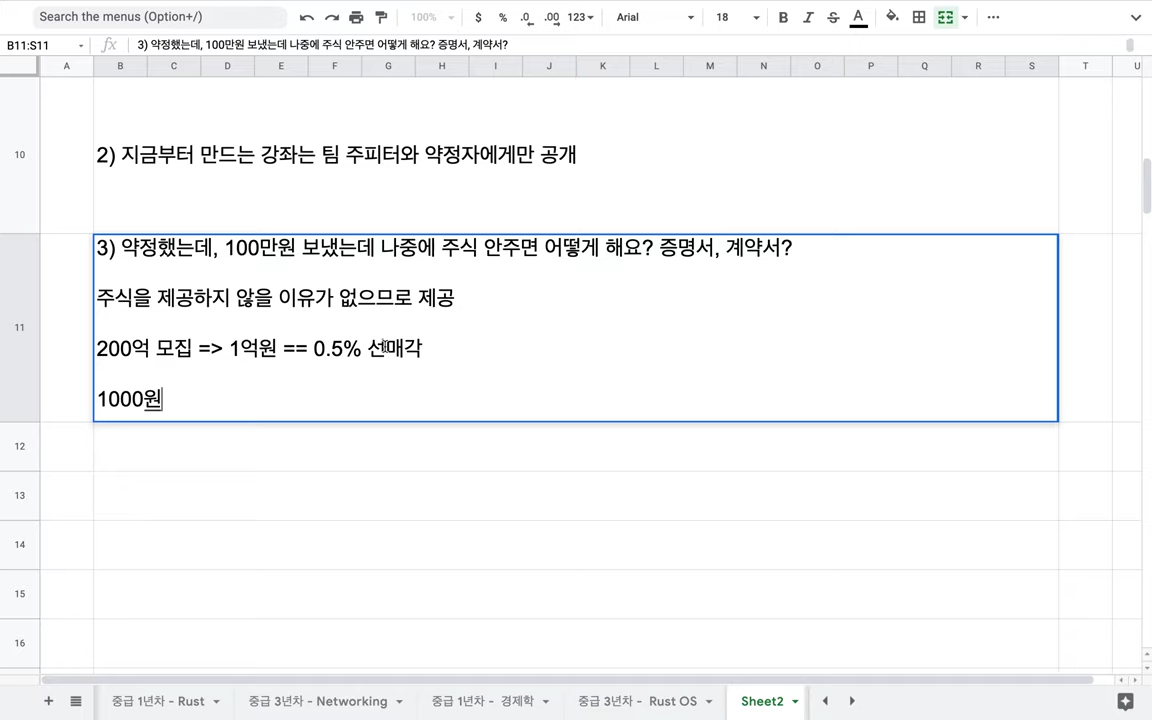 Search the menus (Option+/)
100%
$ % .0 .00 123
Arial
18
B I S A
B11:S11
fx 3) 약정했는데, 100만원 보냈는데 나중에 주식 안주면 어떻게 해요? 증명서, 계약서?
A B C D E F G H I J K L M N O P Q R S T U
10
2) 지금부터 만드는 강좌는 팀 주피터와 약정자에게만 공개
3) 약정했는데, 100만원 보냈는데 나중에 주식 안주면 어떻게 해요? 증명서, 계약서?
주식을 제공하지 않을 이유가 없으므로 제공
11
200억 모집 => 1억원 == 0.5% 선매각
1000원
12
13
14
15
16
중급 1년차 - Rust
중급 3년차 - Networking
중급 1년차 - 경제학
중급 3년차 - Rust OS
Sheet2